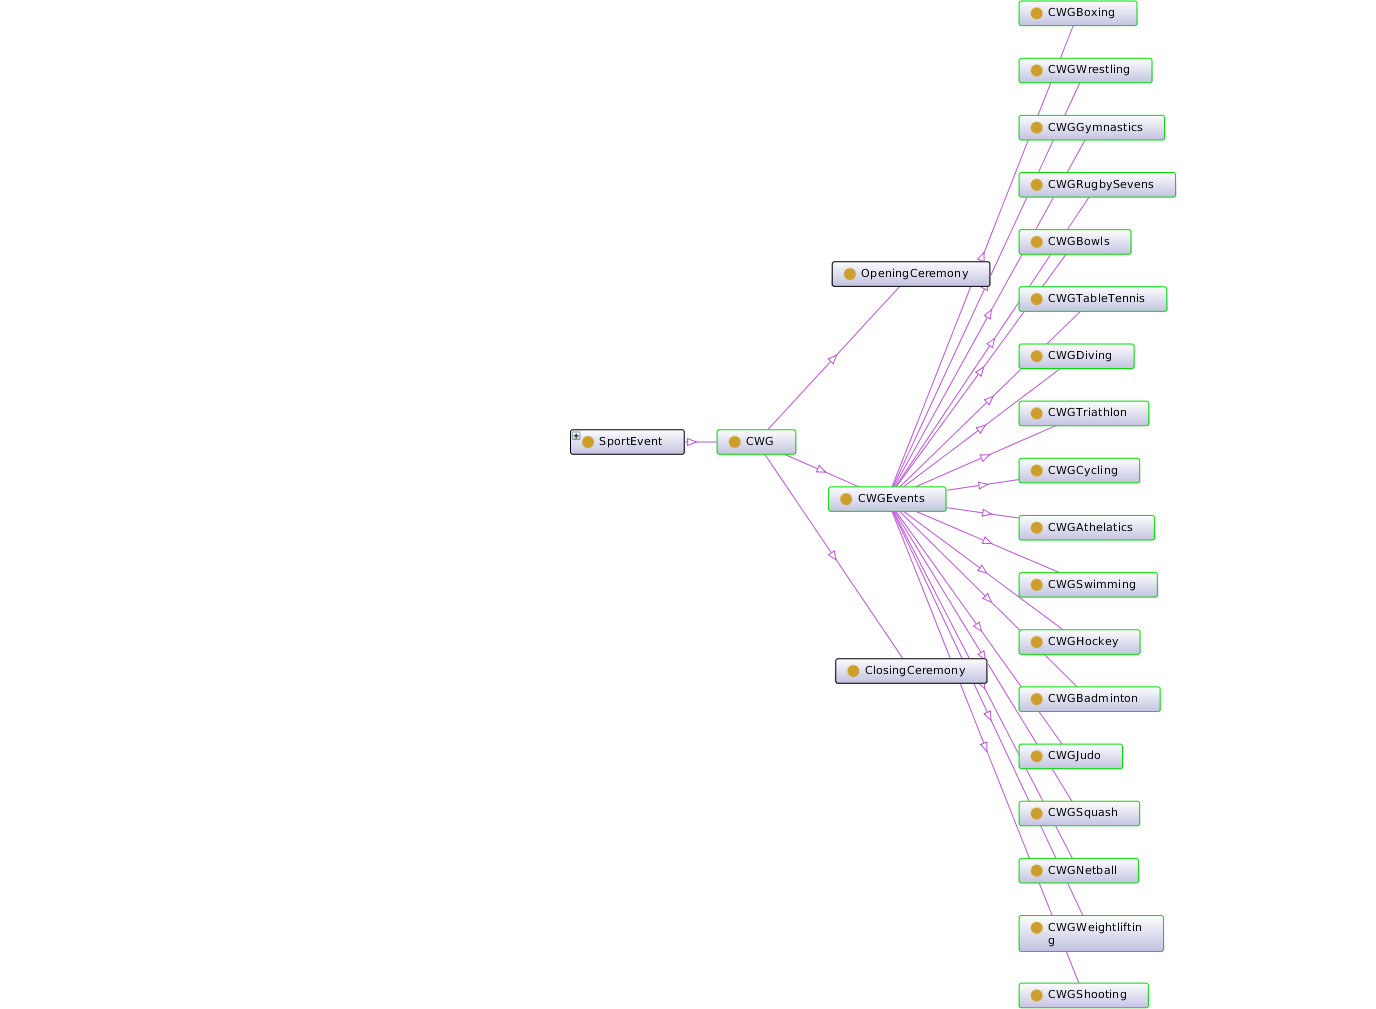 CWGBoxing
CWGWrestling
CWGGymnastics
CWGRugbySevens
CWGBowls
OpeningCeremony
CWGTableTennis
CWGDiving
CWGTriathlon
SportEvent
CWG
CWGCycling
CWGEvents
CWGAthelatics
CWGSwimming
CWGHockey
ClosingCeremony
CWGBadminton
CWGJudo
CWGSquash
CWGNetball
CWGWeightliftin
g
CWGShooting